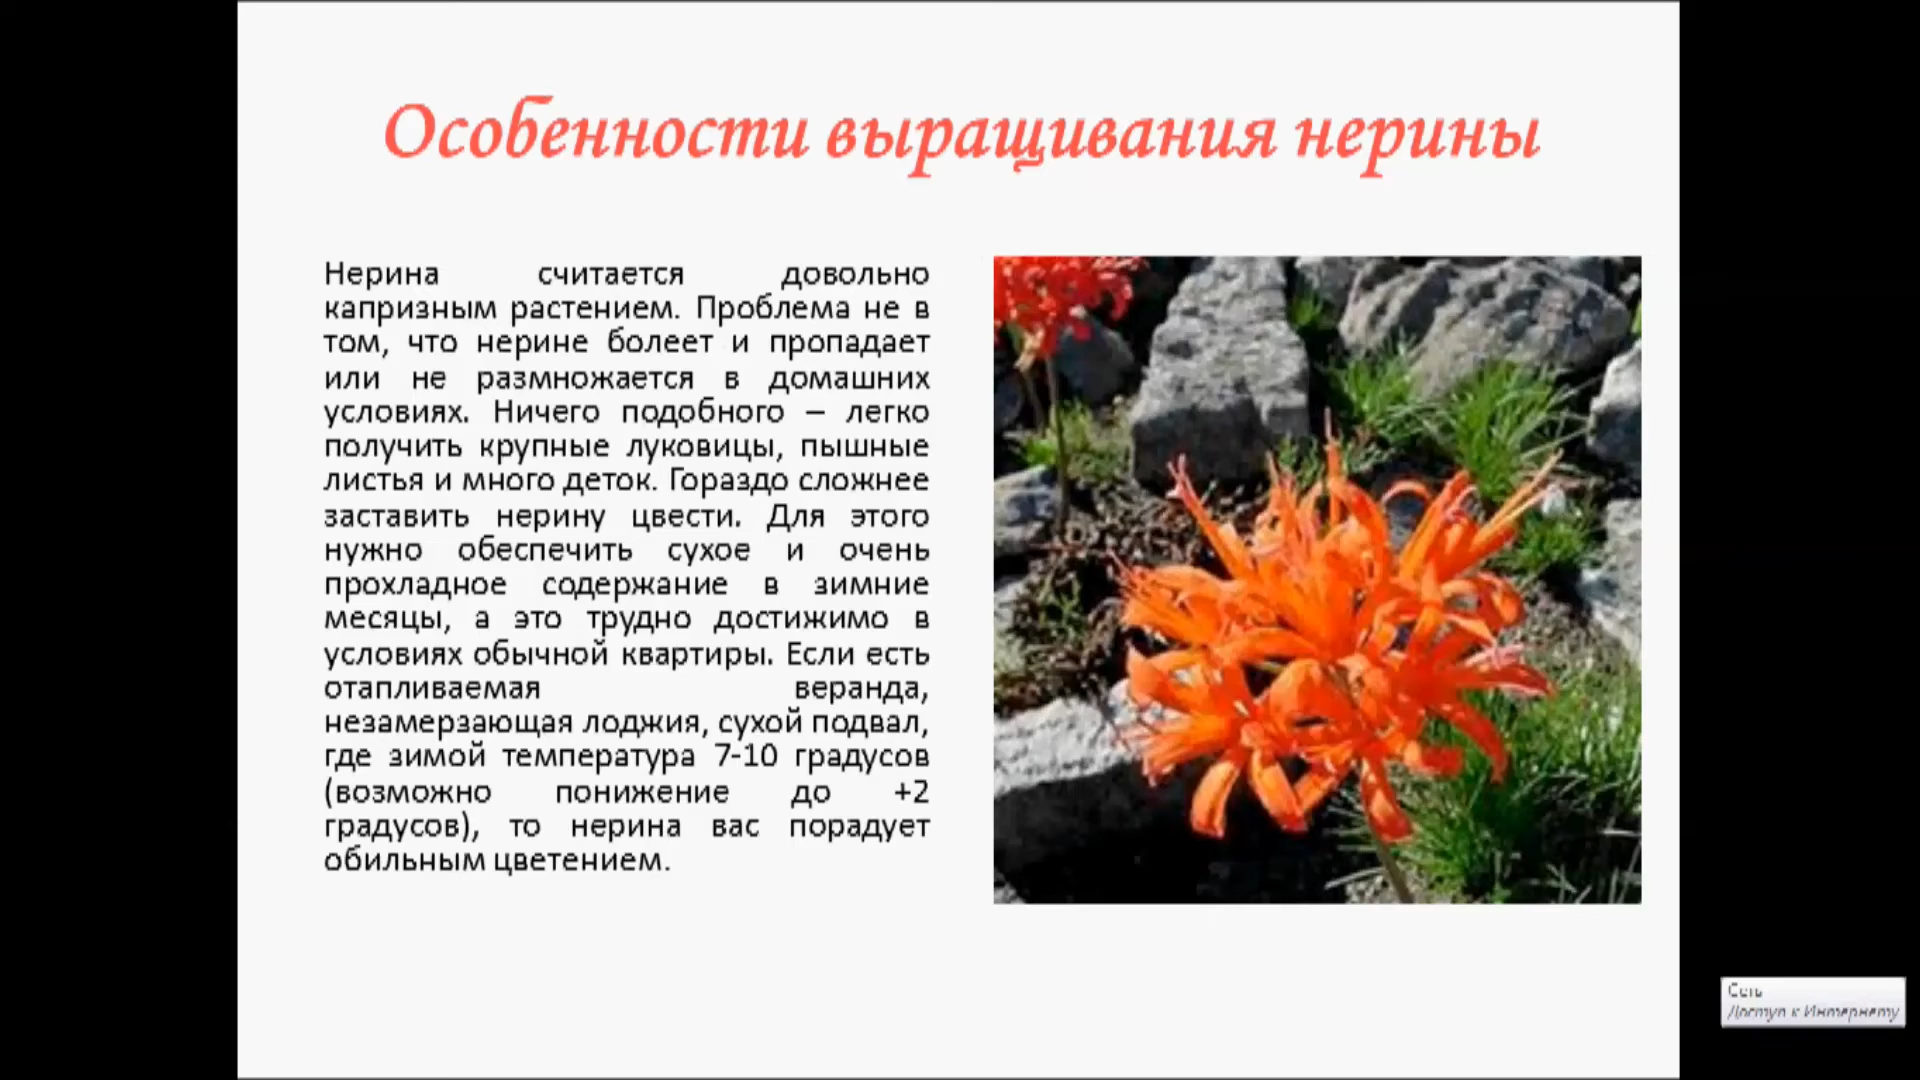 Особенности выращивания нерины
Нерина считается довольно
капризным растением. Проблема не в
том, что нерине болеет и пропадает
или не размножается в домашних
условиях. Ничего подобного – легко
получить крупные луковицы, пышные
листья и много деток. Гораздо сложнее
заставить нерину цвести. Для этого
нужно обеспечить сухое и очень
прохладное содержание в зимние
месяцы, а это трудно достижимо в
условиях обычной квартиры. Если есть
отапливаемая веранда,
незамерзающая лоджия, сухой подвал,
где зимой температура 7-10 градусов
(возможно понижение до +2
градусов), то нерина вас порадует
обильным цветением.
Сеть
Доступ к Интернету